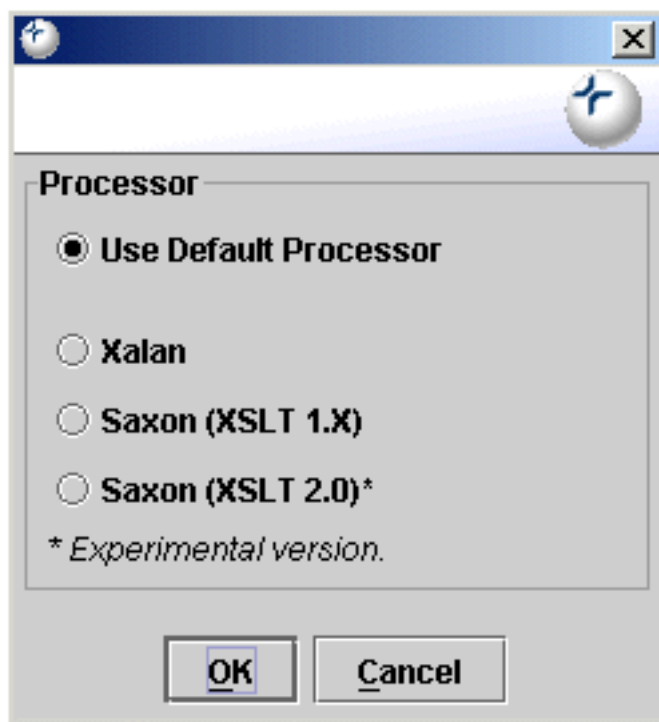 Processor
Use Default Processor
Xalan
Saxon (XSLT 1.X)
Saxon (XSLT 2.0)*
* Experimental version.
OK
Cancel